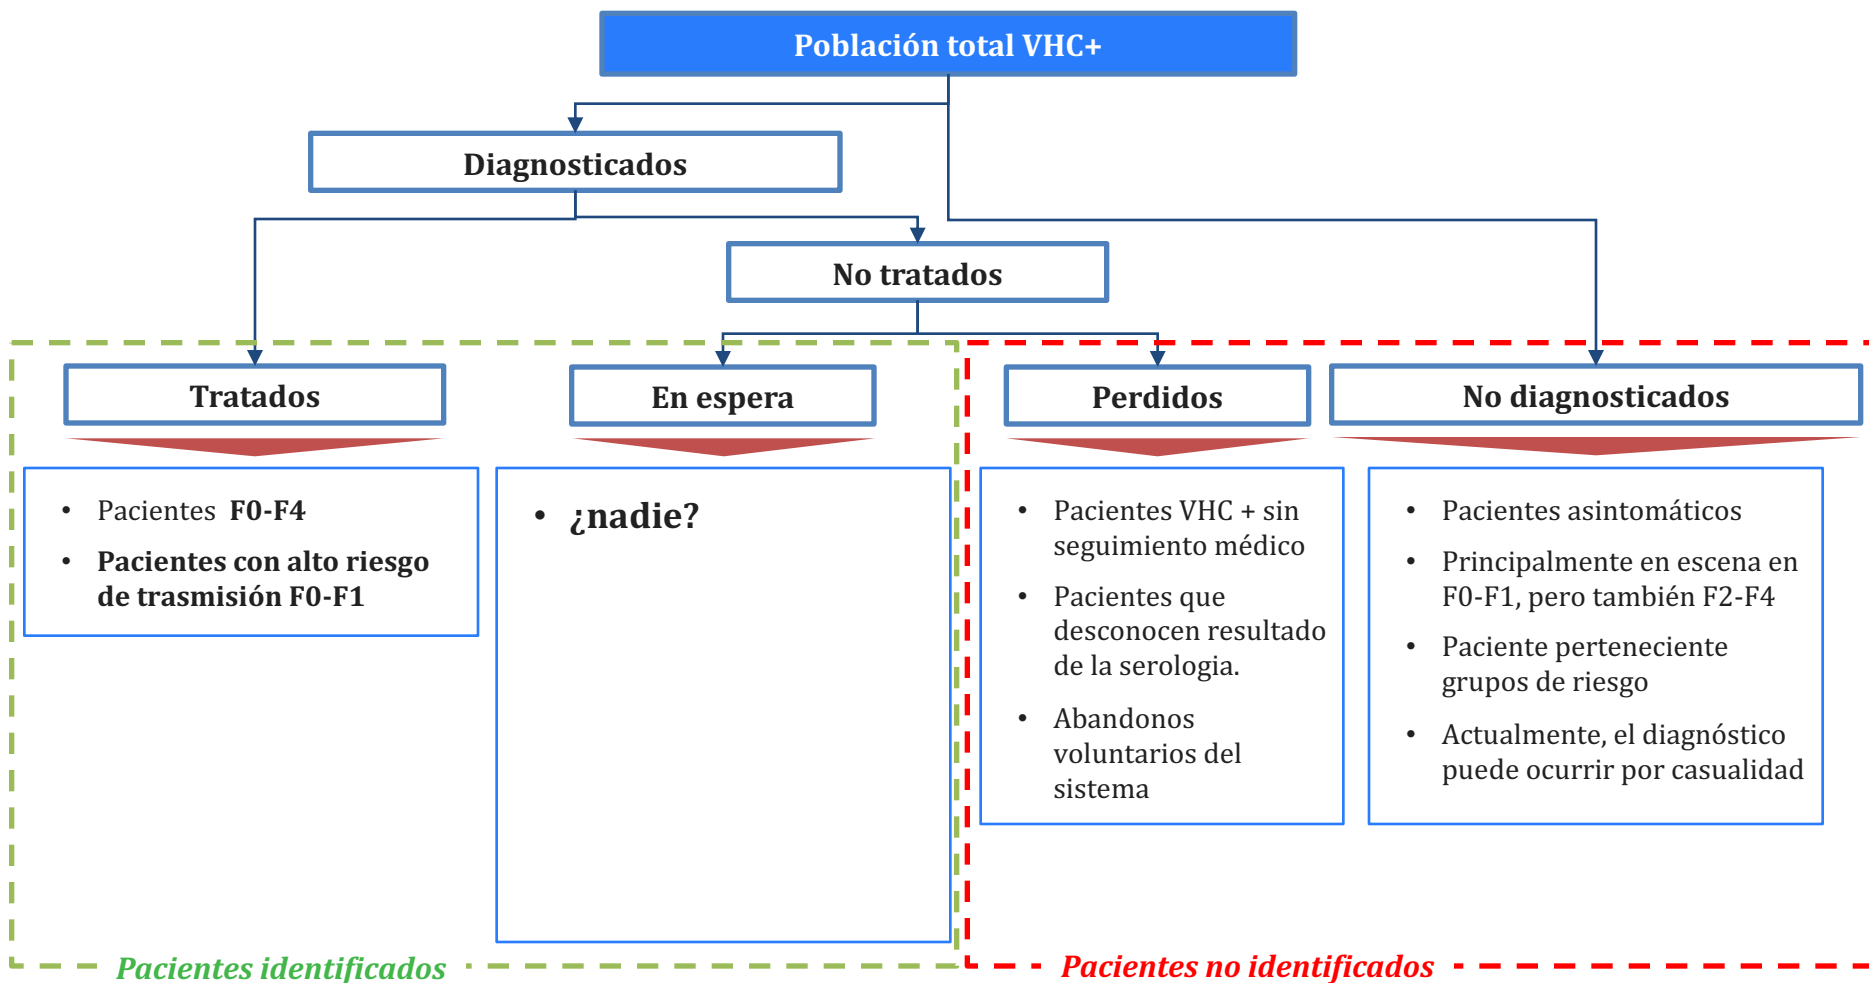 Población total VHC+
Diagnosticados
No tratados
Tratados
En espera
Perdidos
No diagnosticados
• Pacientes F0-F4
• Pacientes con alto riesgo
de trasmisión F0-F1
• ¿nadie?
• Pacientes VHC + sin
seguimiento médico
• Pacientes que
desconocen resultado
de la serologia.
• Abandonos
voluntarios del
sistema
• Pacientes asintomáticos
• Principalmente en escena en
F0-F1, pero también F2-F4
• Paciente perteneciente
grupos de riesgo
• Actualmente, el diagnóstico
puede ocurrir por casualidad
Pacientes identificados
Pacientes no identificados